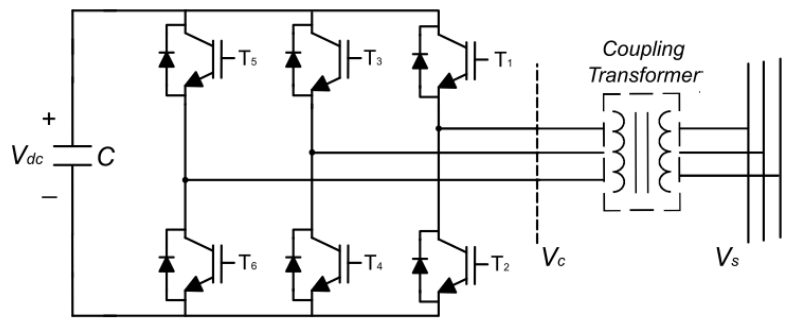 T₅
T₃
T₁
Coupling
Transformer
+
Vdc
C
–
T₆
T₄
T₂
Vc
Vs